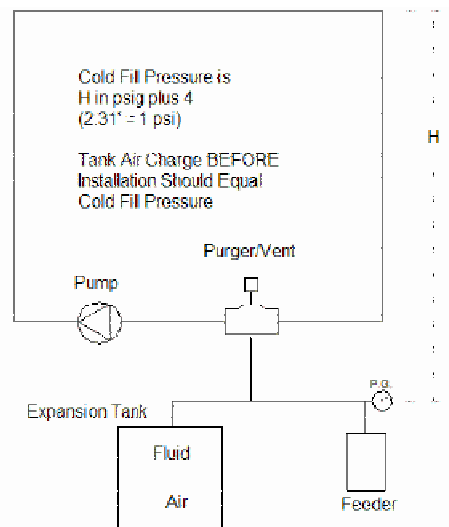 Cold Fill Pressure is
H in psig plus 4
(2.31' = 1 psi)
H
Tank Air Charge BEFORE
Installation Should Equal
Cold Fill Pressure
Purger/Vent
Pump
P.G.
Expansion Tank
Fluid
Air
Feeder